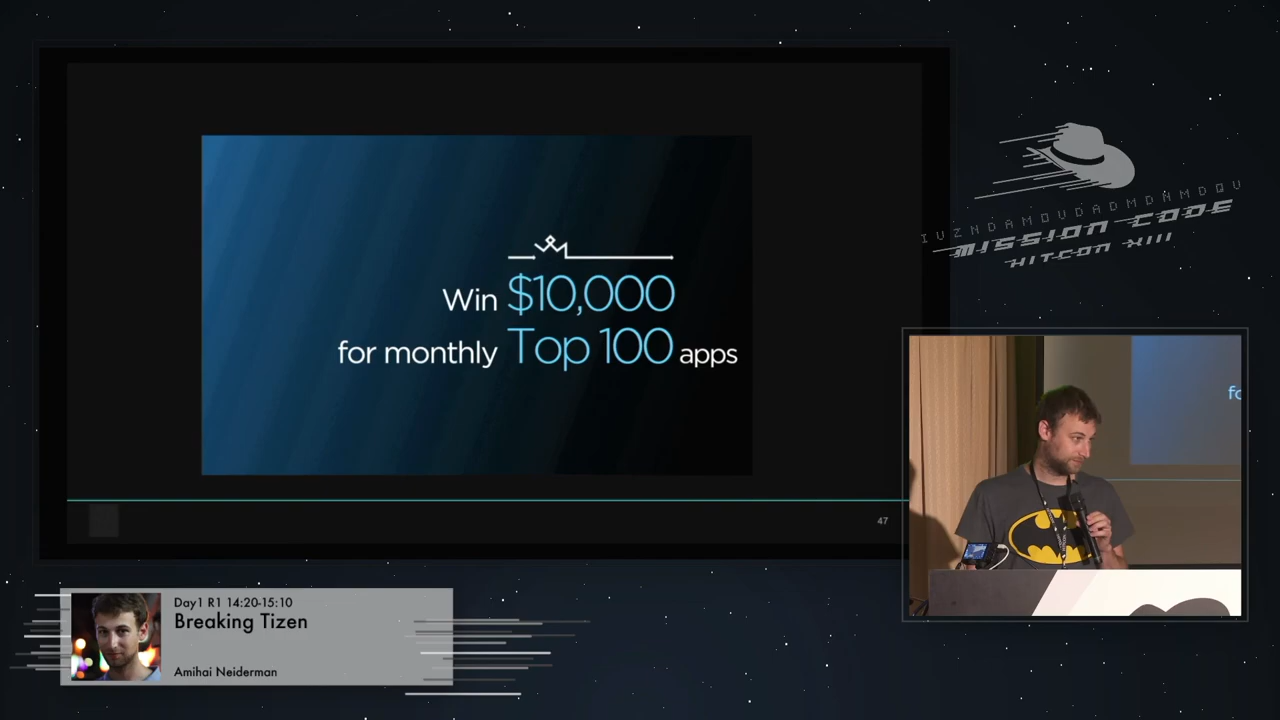 Win $10,000
for monthly Top 100 apps
47
IUZNDAMOUDADMDNMDQU
MISSION CODE
HITCON XIII
fo
Day1 R1 14:20-15:10
Breaking Tizen
Amihai Neiderman